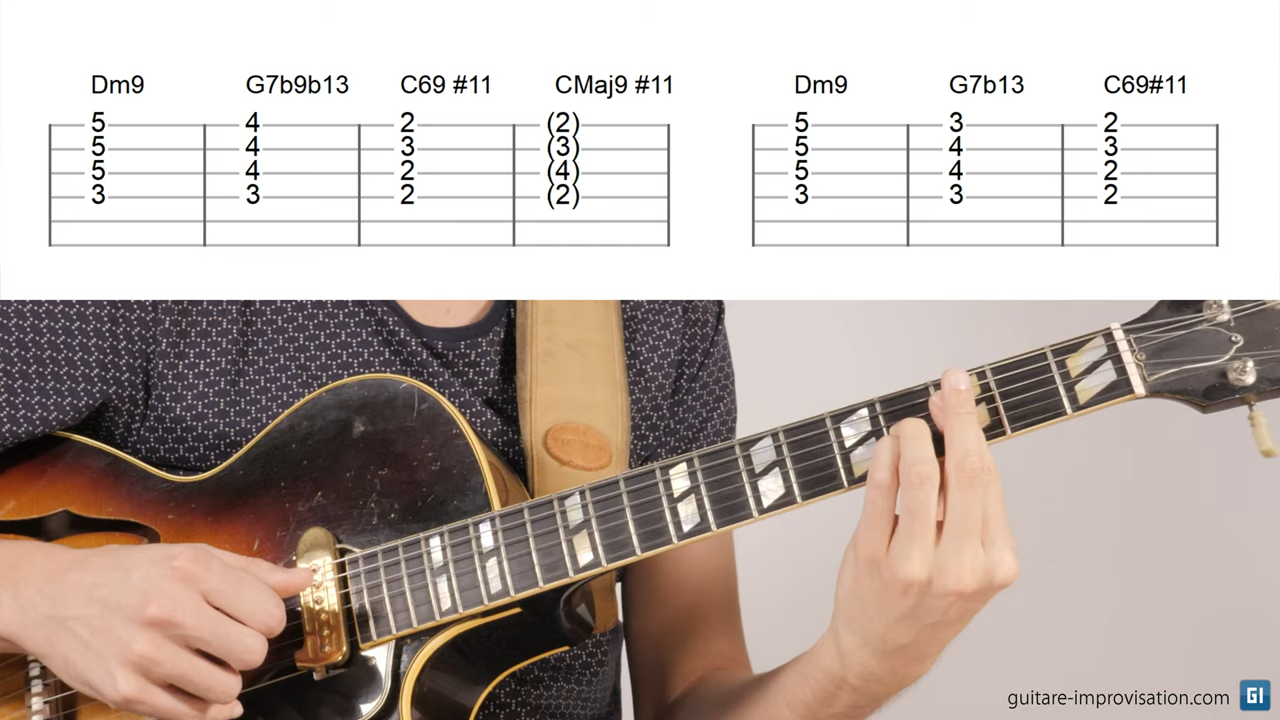 Dm9 G7b9b13 C69 #11 CMaj9 #11 Dm9 G7b13 C69#11
5 4 2 (2) 5 3 2
5 4 3 (3) 5 4 3
5 4 2 (4) 5 4 2
3 3 2 (2) 3 3 2
guitare-improvisation.com GI